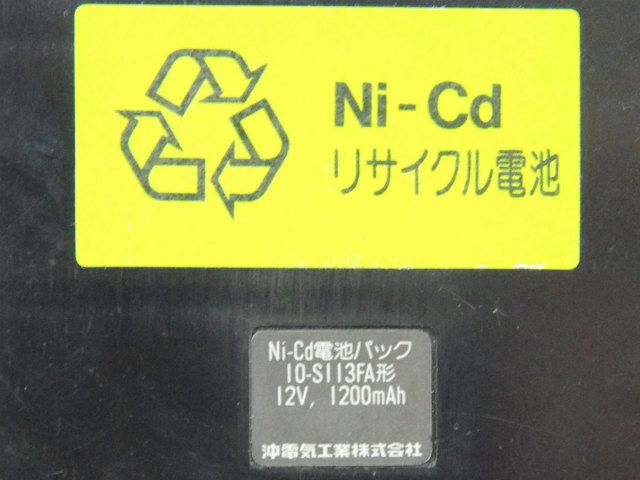 Ni-Cd
リサイクル電池
Ni-Cd電池パック
10-S113FA形
12V, 1200mAh
沖電気工業株式会社